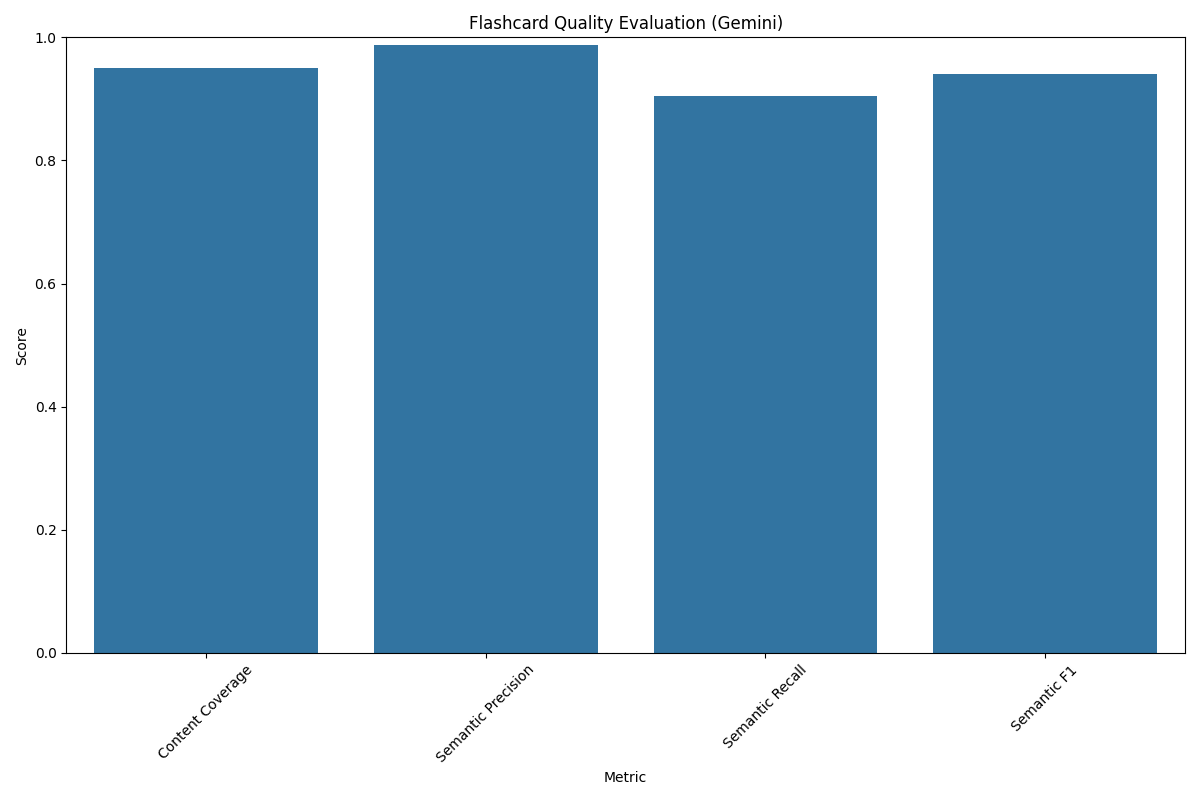 Flashcard Quality Evaluation (Gemini)
1.0
0.8
0.6
0.4
0.2
0.0
Score
Content Coverage
Semantic Precision
Semantic Recall
Semantic F1
Metric